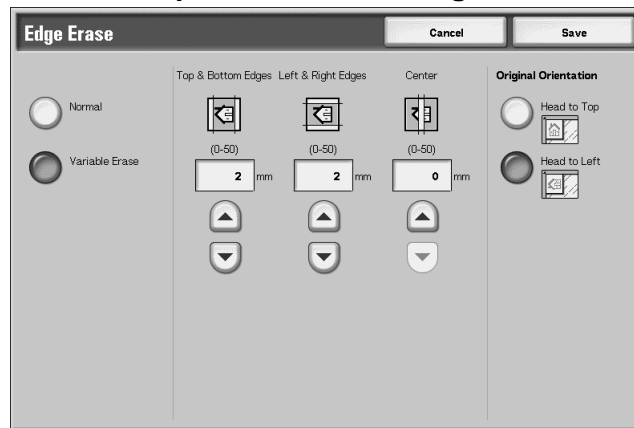 Edge Erase
Cancel
Save
Normal
Variable Erase
Top & Bottom Edges
Left & Right Edges
Center
(0-50)
(0-50)
(0-50)
2 mm
2 mm
0 mm
Original Orientation
Head to Top
Head to Left